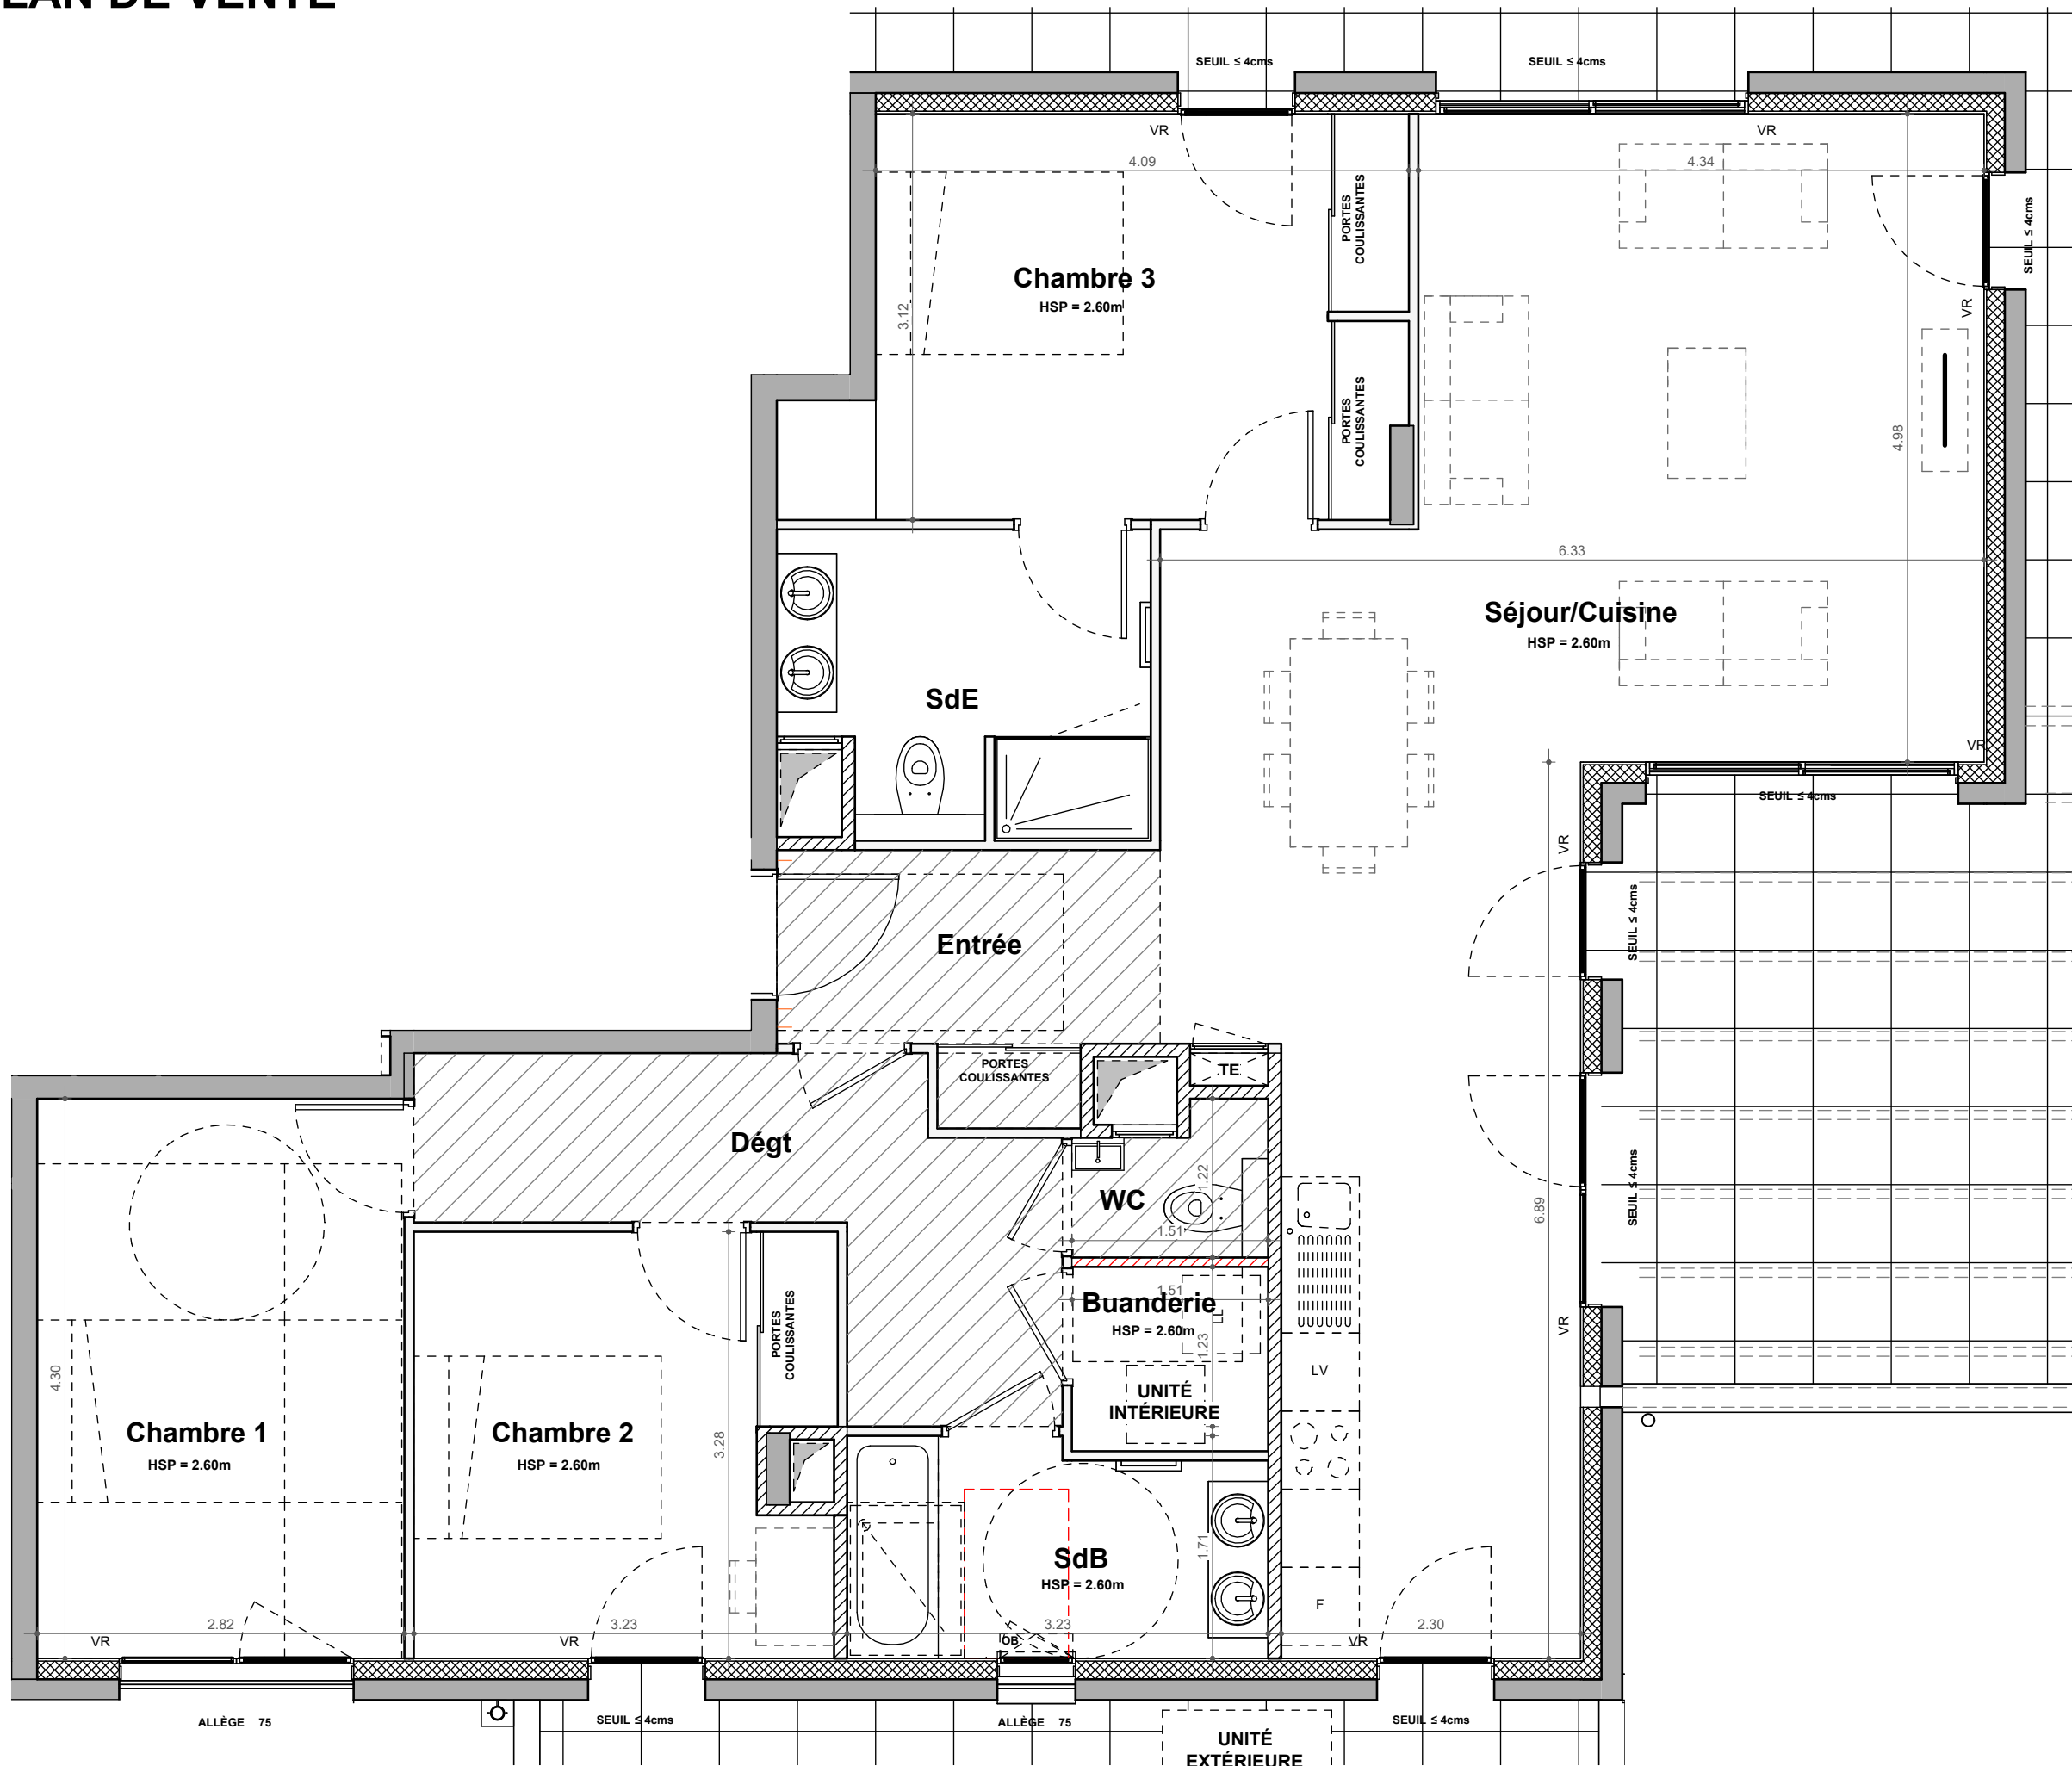 LAN DE VENTE
SEUIL ≤ 4cms
SEUIL ≤ 4cms
VR
VR
4.09
4.34
PORTES
COULISSANTES
SEUIL ≤ 4cms
Chambre 3
HSP = 2.60m
3.12
VR
PORTES
COULISSANTES
4.98
6.33
Séjour/Cuisine
HSP = 2.60m
SdE
VR
SEUIL ≤ 4cms
VR
SEUIL ≤ 4cms
Entrée
PORTES
COULISSANTES
TE
Dégt
WC
1.22
1.51
6.89
SEUIL ≤ 4cms
1.51
Buanderie
HSP = 2.60m
LL
1.23
VR
PORTES
COULISSANTES
LV
UNITÉ
INTÉRIEURE
4.30
Chambre 1
HSP = 2.60m
Chambre 2
HSP = 2.60m
3.28
SdB
HSP = 2.60m
1.71
F
2.82
3.23
3.23
2.30
VR
VR
OB
VR
ALLÈGE 75
SEUIL ≤ 4cms
ALLÈGE 75
SEUIL ≤ 4cms
UNITÉ
EXTÉRIEURE